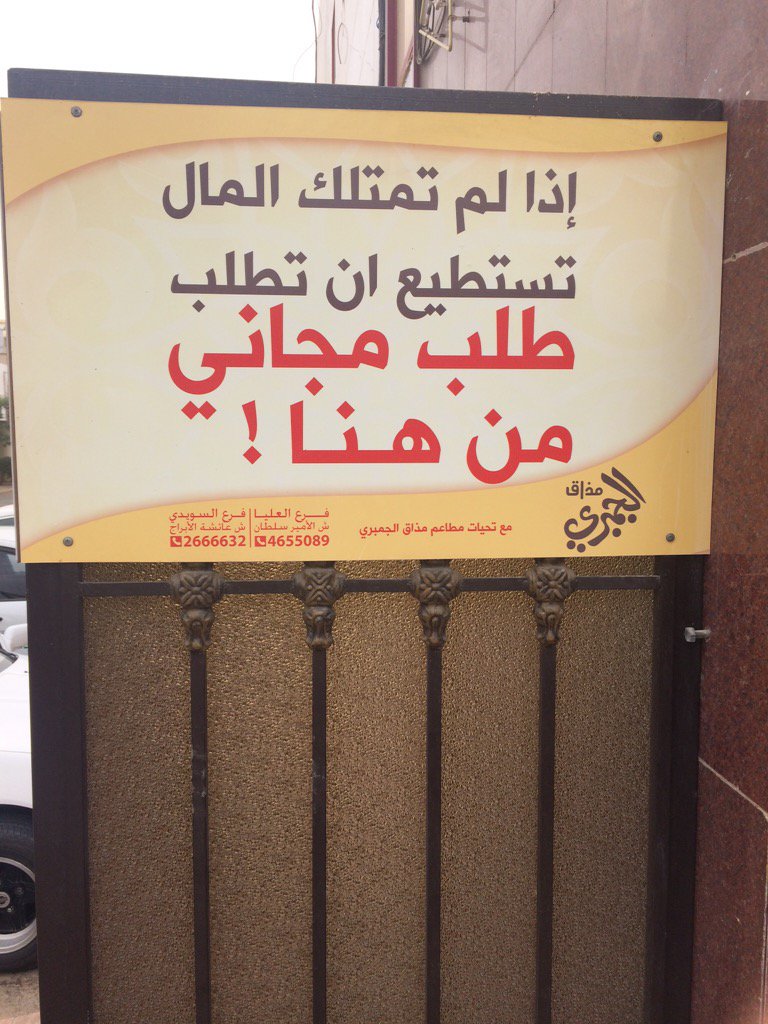 إذا لم تمتلك المال
تستطيع ان تطلب
طلب مجاني
من هنا !
مذاق
الجمبري
مع تحيات مطاعم مذاق الجمبري
فرع العليا | فرع السويدي
ش الأمير سلطان | ش عائشة الأبراج
4655089 | 2666632